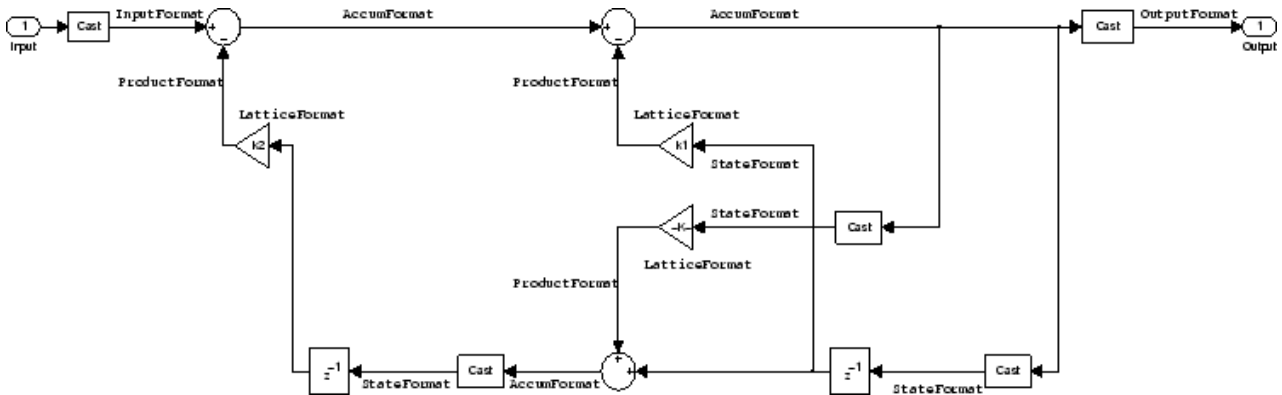 InputFormat AccumFormat AccumFormat OutputFormat
1 Cast + + Cast 1
Input − − Output
ProductFormat ProductFormat
LatticeFormat LatticeFormat
k2 k1
StateFormat
StateFormat
-K- Cast
LatticeFormat
ProductFormat
+
z-1 Cast + z-1 Cast
StateFormat AccumFormat StateFormat